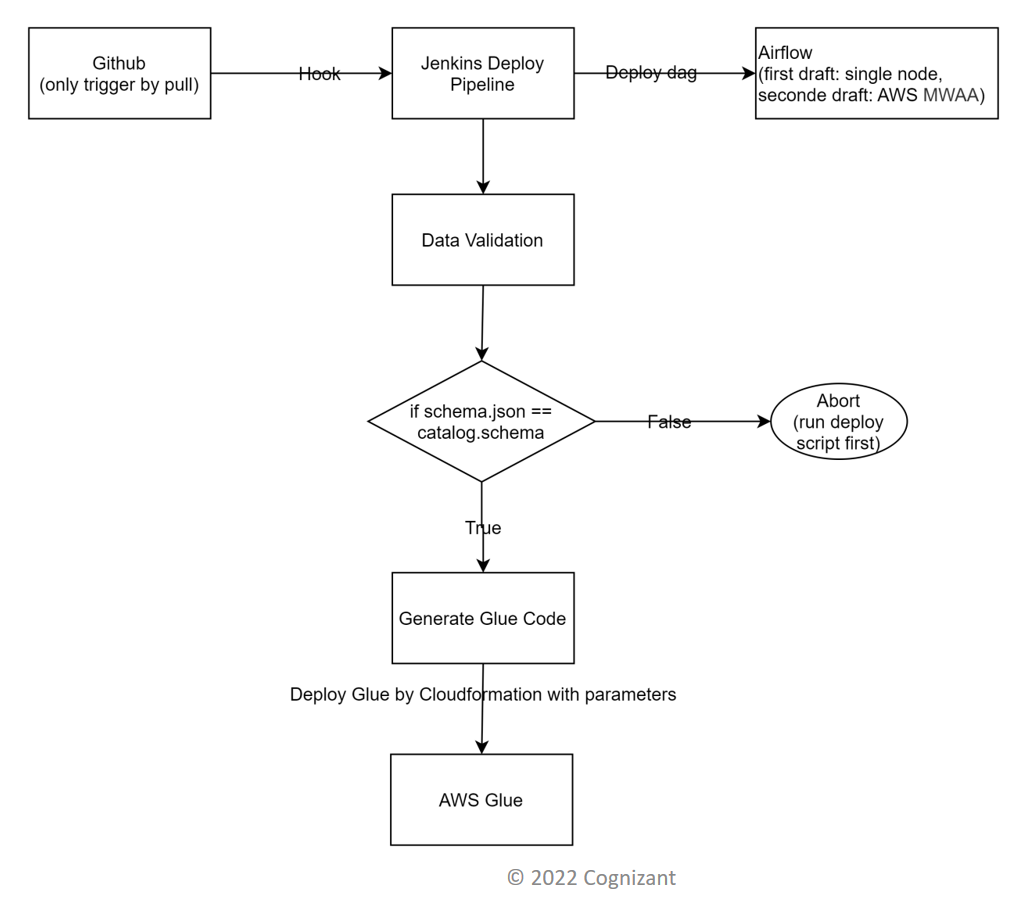 Github
(only trigger by pull)
Hook
Jenkins Deploy
Pipeline
Deploy dag
Airflow
(first draft: single node,
seconde draft: AWS MWAA)
Data Validation
if schema.json ==
catalog.schema
False
Abort
(run deploy
script first)
True
Generate Glue Code
Deploy Glue by Cloudformation with parameters
AWS Glue
© 2022 Cognizant